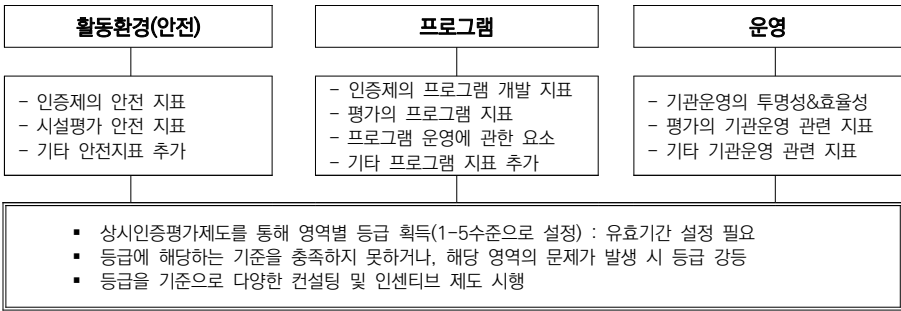 활동환경(안전)
프로그램
운영
- 인증제의 안전 지표
- 시설평가 안전 지표
- 기타 안전지표 추가
- 인증제의 프로그램 개발 지표
- 평가의 프로그램 지표
- 프로그램 운영에 관한 요소
- 기타 프로그램 지표 추가
- 기관운영의 투명성&효율성
- 평가의 기관운영 관련 지표
- 기타 기관운영 관련 지표
▪ 상시인증평가제도를 통해 영역별 등급 획득(1-5수준으로 설정) : 유효기간 설정 필요
▪ 등급에 해당하는 기준을 충족하지 못하거나, 해당 영역의 문제가 발생 시 등급 강등
▪ 등급을 기준으로 다양한 컨설팅 및 인센티브 제도 시행